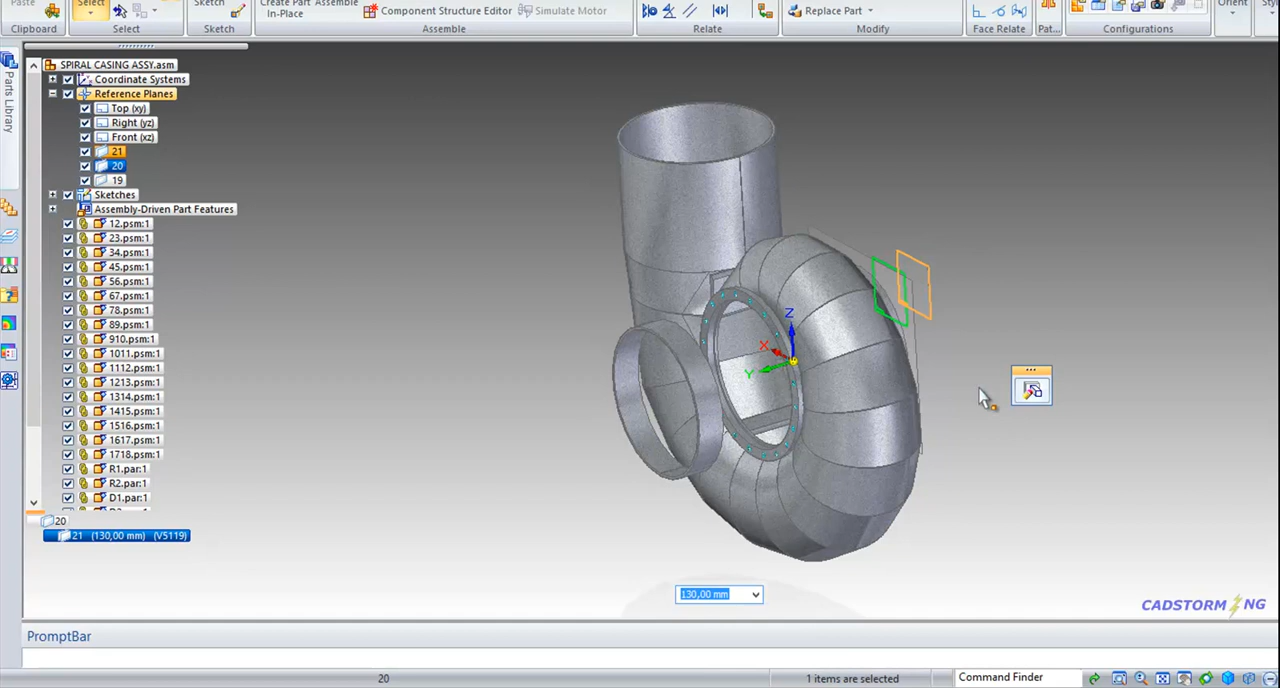 Paste
Select
Sketch
Create Part Assemble
In-Place
Component Structure Editor
Simulate Motor
Replace Part
Orient
Clipboard
Select
Sketch
Assemble
Relate
Modify
Face Relate
Pat...
Configurations
Parts Library
SPIRAL CASING ASSY.asm
Coordinate Systems
Reference Planes
Top (xy)
Right (yz)
Front (xz)
21
20
19
Sketches
Assembly-Driven Part Features
12.psm:1
23.psm:1
34.psm:1
45.psm:1
56.psm:1
67.psm:1
78.psm:1
89.psm:1
910.psm:1
1011.psm:1
1112.psm:1
1213.psm:1
1314.psm:1
1415.psm:1
1516.psm:1
1617.psm:1
1718.psm:1
R1.par:1
R2.par:1
D1.par:1
20
21 (130,00 mm) (V5119)
Z
X
Y
130,00 mm
CADSTORMING
PromptBar
20
1 items are selected
Command Finder